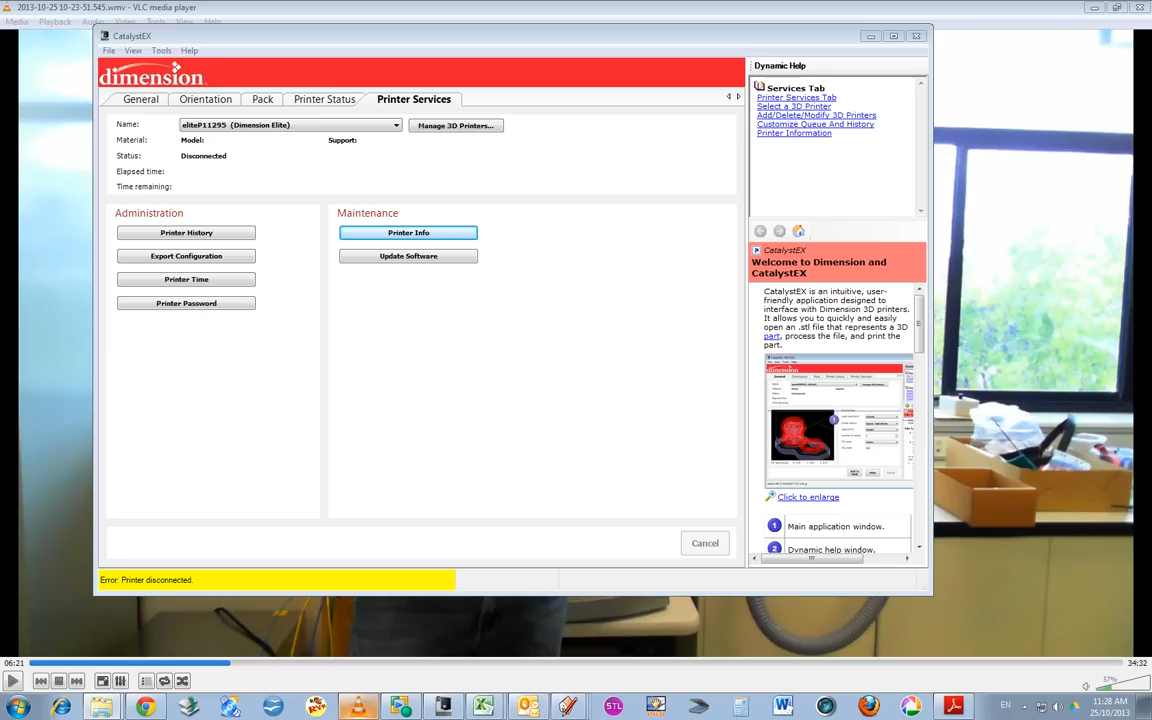 2013-10-25 10-23-51.545.wmv - VLC media player
Media Playback Audio Video Tools View Help
CatalystEX
File View Tools Help
dimension
General Orientation Pack Printer Status Printer Services
Name: eliteP11295 (Dimension Elite) Manage 3D Printers...
Material: Model: Support:
Status: Disconnected
Elapsed time:
Time remaining:
Administration
Printer History
Export Configuration
Printer Time
Printer Password
Maintenance
Printer Info
Update Software
Cancel
Error: Printer disconnected.
Dynamic Help
Services Tab
Printer Services Tab
Select a 3D Printer
Add/Delete/Modify 3D Printers
Customize Queue And History
Printer Information
CatalystEX
Welcome to Dimension and
CatalystEX
CatalystEX is an intuitive, user-
friendly application designed to
interface with Dimension 3D printers.
It allows you to quickly and easily
open an .stl file that represents a 3D
part, process the file, and print the
part.
dimension
1
Click to enlarge
1 Main application window.
2 Dynamic help window.
06:21 34:32
57%
STL
EN 11:28 AM
25/10/2013